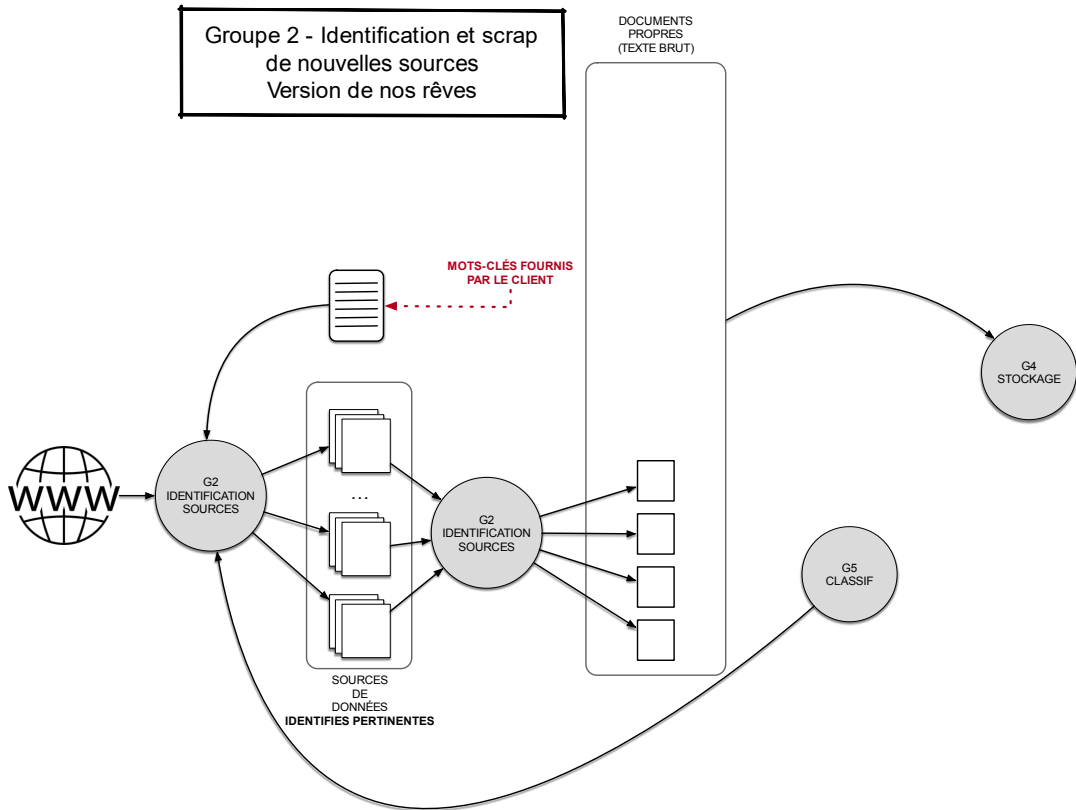 Groupe 2 - Identification et scrap
de nouvelles sources
Version de nos rêves
DOCUMENTS
PROPRES
(TEXTE BRUT)
MOTS-CLÉS FOURNIS
PAR LE CLIENT
G4
STOCKAGE
WWW
G2
IDENTIFICATION
SOURCES
...
G2
IDENTIFICATION
SOURCES
G5
CLASSIF
SOURCES
DE
DONNÉES
IDENTIFIES PERTINENTES